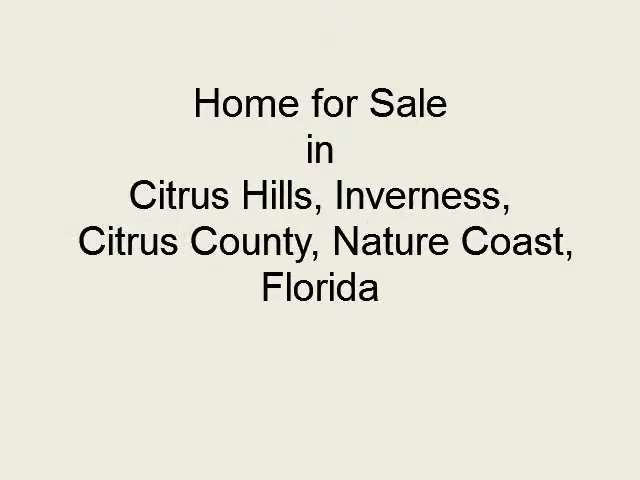 Home for Sale
in
Citrus Hills, Inverness,
Citrus County, Nature Coast,
Florida